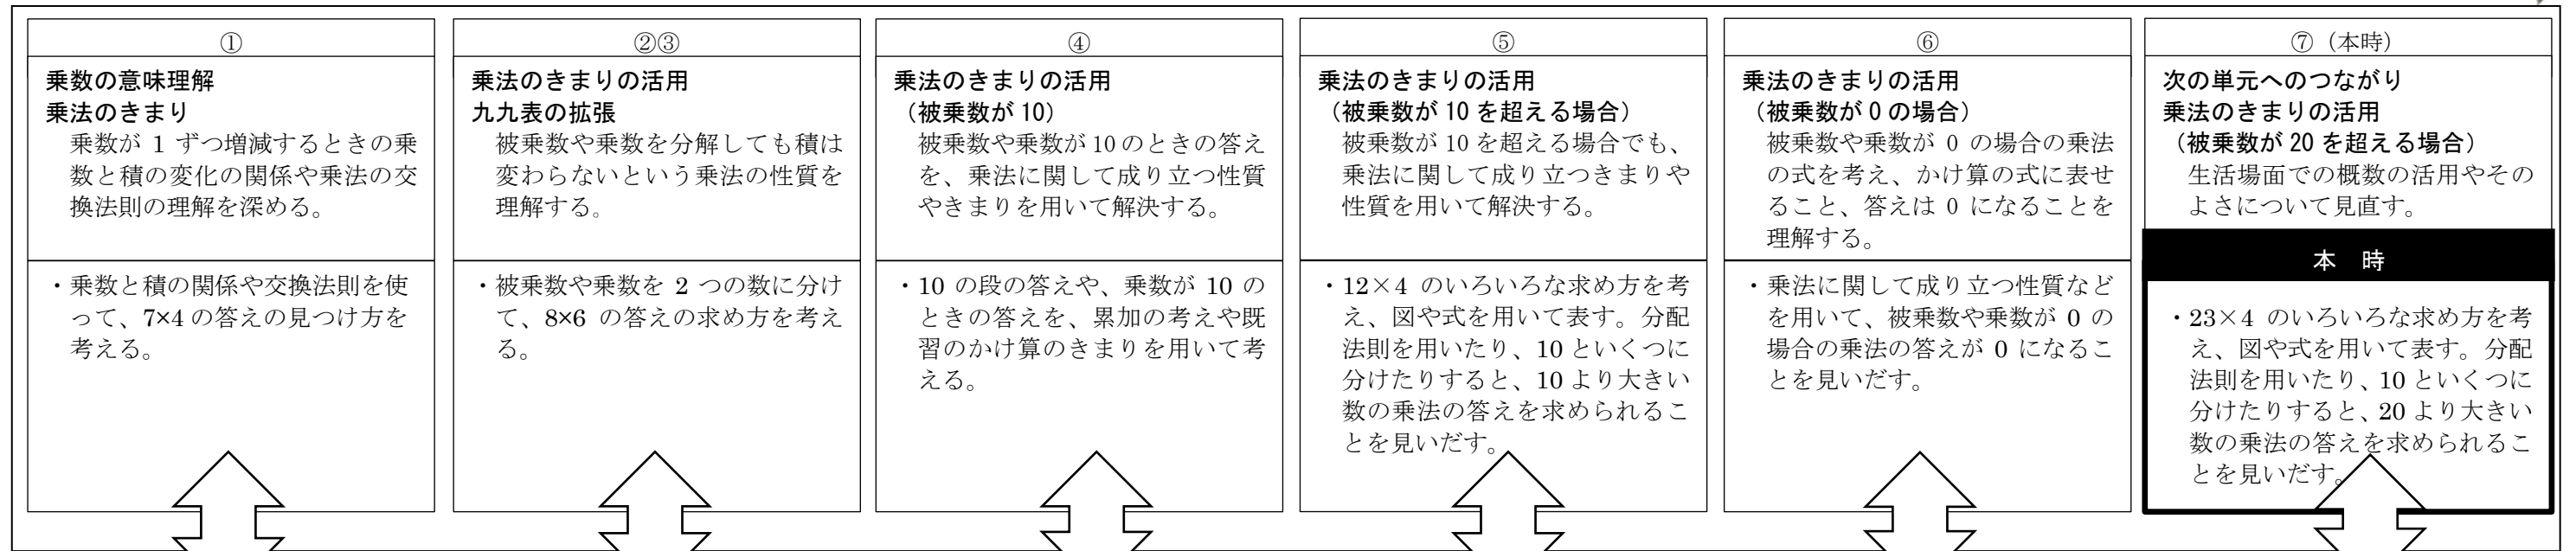 ①
乗数の意味理解
乗法のきまり
乗数が 1 ずつ増減するときの乗
数と積の変化の関係や乗法の交
換法則の理解を深める。
・乗数と積の関係や交換法則を使
って、7×4 の答えの見つけ方を
考える。
②③
乗法のきまりの活用
九九表の拡張
被乗数や乗数を分解しても積は
変わらないという乗法の性質を
理解する。
・被乗数や乗数を 2 つの数に分け
て、8×6 の答えの求め方を考え
る。
④
乗法のきまりの活用
（被乗数が 10）
被乗数や乗数が 10 のときの答え
を、乗法に関して成り立つ性質
やきまりを用いて解決する。
・10 の段の答えや、乗数が 10 の
ときの答えを、累加の考えや既
習のかけ算のきまりを用いて考
える。
⑤
乗法のきまりの活用
（被乗数が 10 を超える場合）
被乗数が 10 を超える場合でも、
乗法に関して成り立つきまりや
性質を用いて解決する。
・12×4 のいろいろな求め方を考
え、図や式を用いて表す。分配
法則を用いたり、10 といくつに
分けたりすると、10 より大きい
数の乗法の答えを求められるこ
とを見いだす。
⑥
乗法のきまりの活用
（被乗数が 0 の場合）
被乗数や乗数が 0 の場合の乗法
の式を考え、かけ算の式に表せ
ること、答えは 0 になることを
理解する。
・乗法に関して成り立つ性質など
を用いて、被乗数や乗数が 0 の
場合の乗法の答えが 0 になるこ
とを見いだす。
⑦（本時）
次の単元へのつながり
乗法のきまりの活用
（被乗数が 20 を超える場合）
生活場面での概数の活用やその
よさについて見直す。
本 時
・23×4 のいろいろな求め方を考
え、図や式を用いて表す。分配
法則を用いたり、10 といくつに
分けたりすると、20 より大きい
数の乗法の答えを求められるこ
とを見いだす。